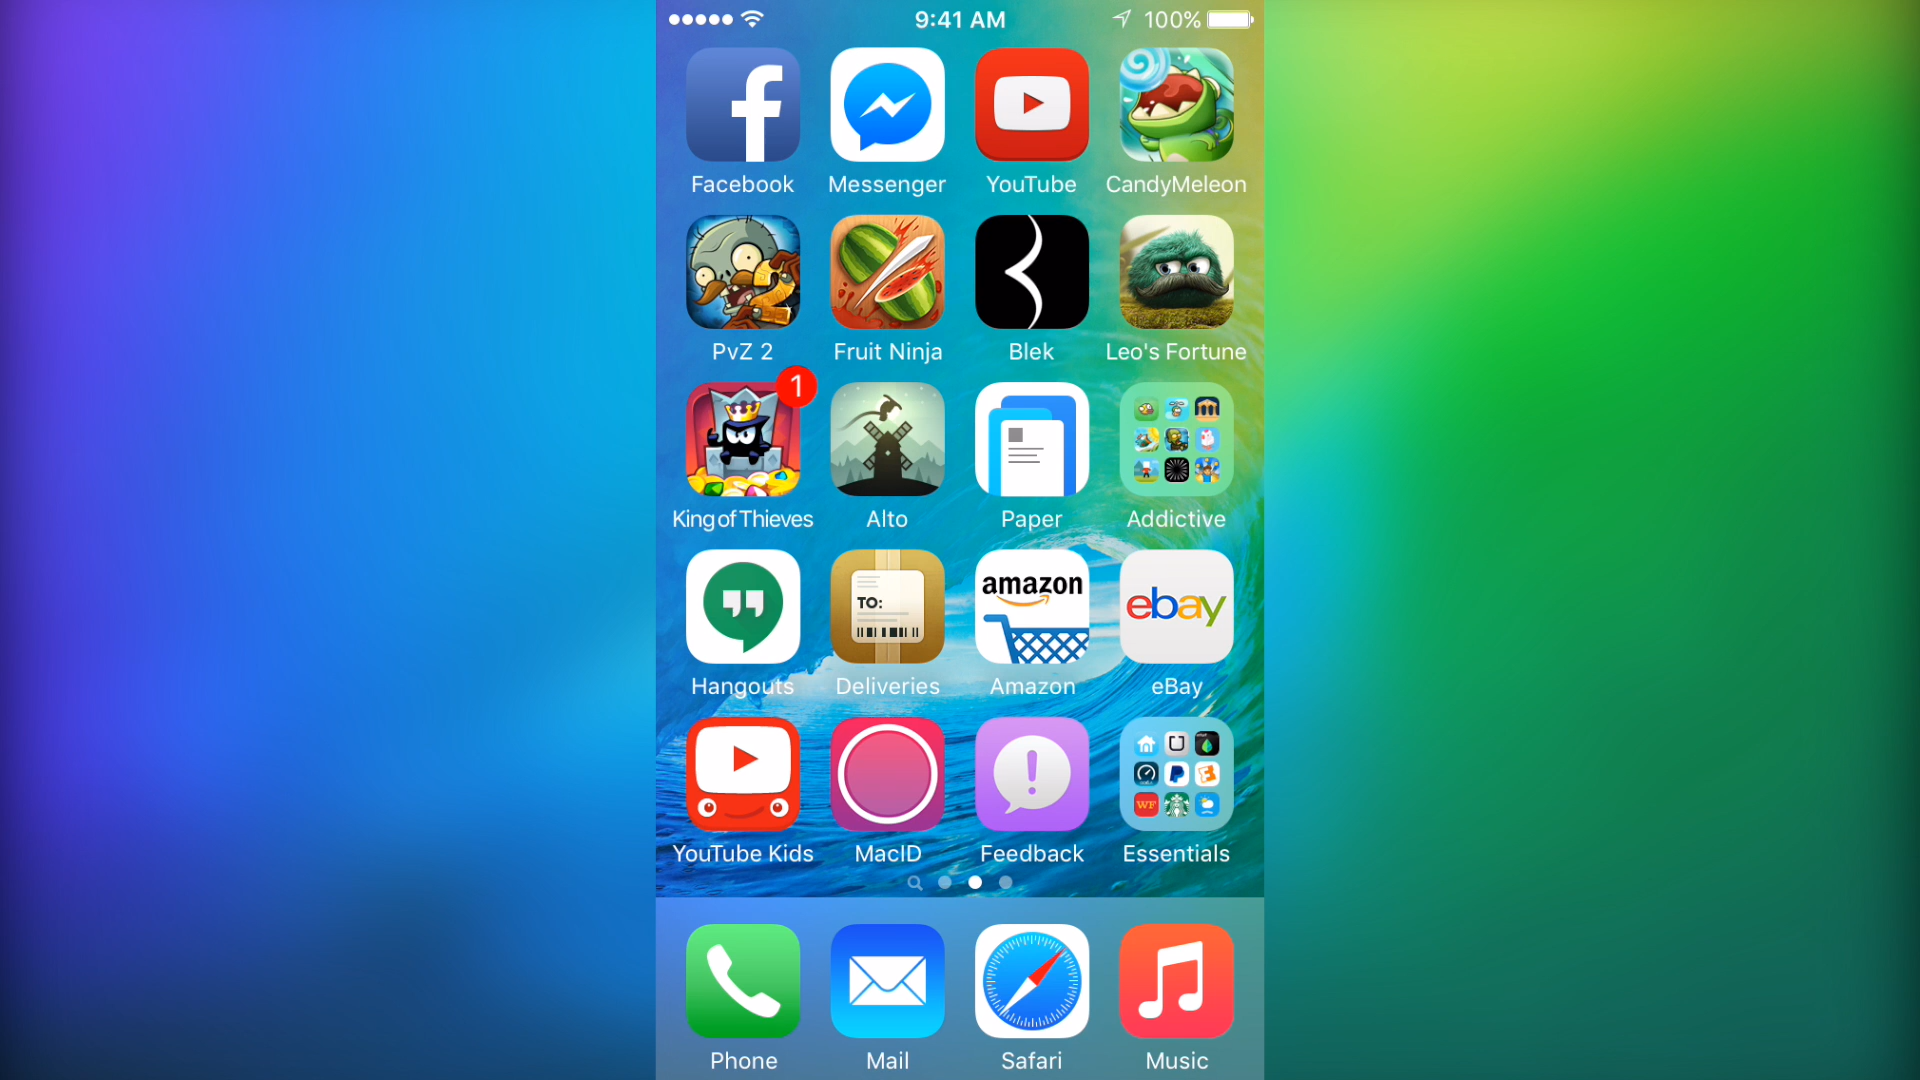 9:41 AM 100%
Facebook Messenger YouTube CandyMeleon
PvZ 2 Fruit Ninja Blek Leo's Fortune
1
King of Thieves Alto Paper Addictive
TO:
amazon
ebay
Hangouts Deliveries Amazon eBay
WF
YouTube Kids MacID Feedback Essentials
Phone Mail Safari Music